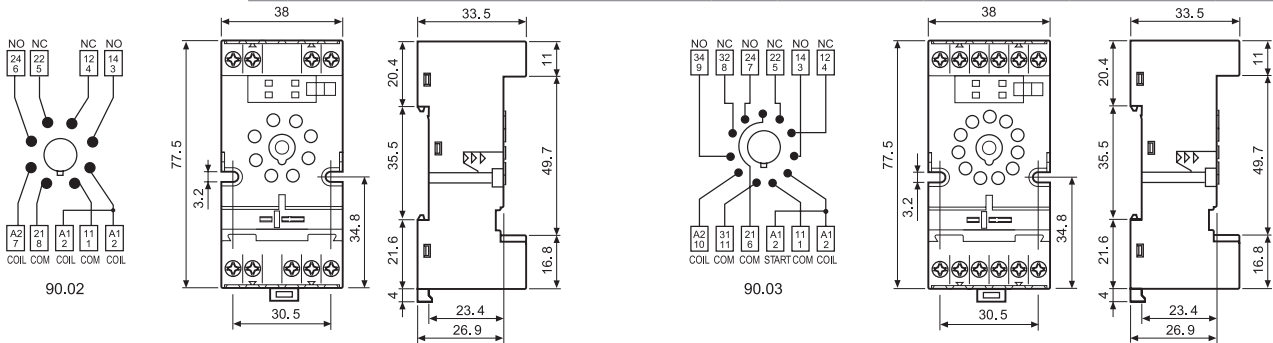 38
33.5
NO NC NC NO
24 22 12 14
6 5 4 3
77.5
3.2
34.8
20.4
35.5
21.6
4
11
49.7
16.8
A2 21 A1 11 A1
7 8 2 1 2
COIL COM COIL COM COIL
90.02
30.5
23.4
26.9
38
33.5
NO NC NO NC NO NC
34 32 24 22 14 12
9 8 7 5 3 4
77.5
3.2
34.8
20.4
35.5
21.6
4
11
49.7
16.8
A2 31 21 A1 11 A1
10 11 6 2 1 2
COIL COM COM START COM COIL
90.03
30.5
23.4
26.9